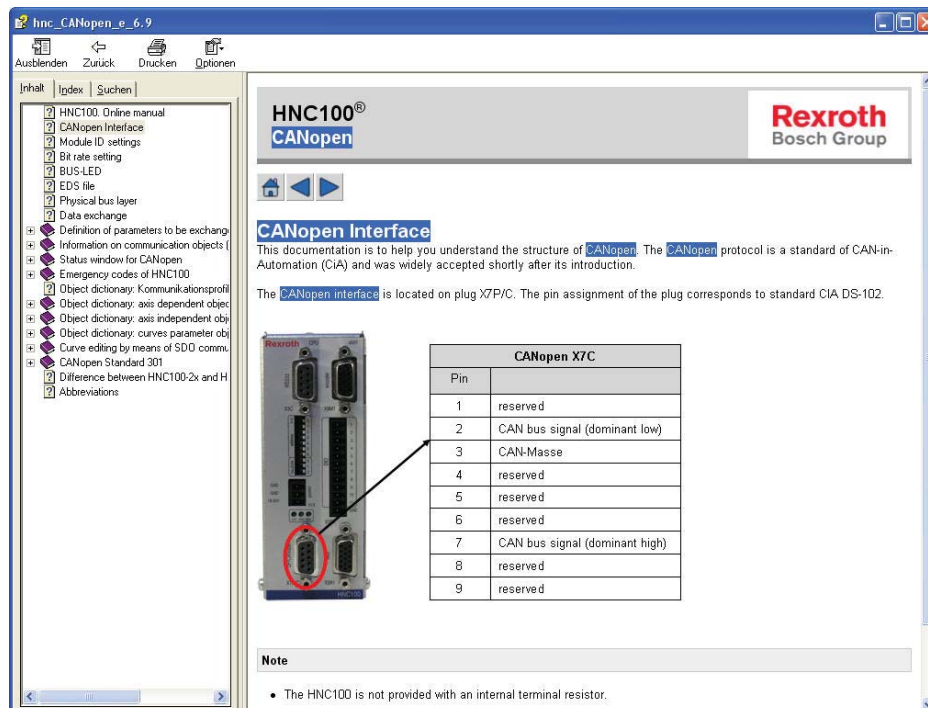 hnc_CANopen_e_6.9
Ausblenden Zurück Drucken Optionen
Inhalt Index Suchen
HNC100. Online manual
CANopen Interface
Module ID settings
Bit rate setting
BUS-LED
EDS file
Physical bus layer
Data exchange
Definition of parameters to be exchang
Information on communication objects (
Status window for CANopen
Emergency codes of HNC100
Object dictionary: Kommunikationsprofil
Object dictionary: axis dependent objec
Object dictionary: axis independent obj
Object dictionary: curves parameter obj
Curve editing by means of SDO commu
CANopen Standard 301
Difference between HNC100-2x and H
Abbreviations
HNC100®
CANopen
Rexroth
Bosch Group
CANopen Interface
This documentation is to help you understand the structure of CANopen. The CANopen protocol is a standard of CAN-in-
Automation (CiA) and was widely accepted shortly after its introduction.
The CANopen interface is located on plug X7P/C. The pin assignment of the plug corresponds to standard CIA DS-102.
Rexroth
HNC100
CANopen X7C
Pin
1 reserved
2 CAN bus signal (dominant low)
3 CAN-Masse
4 reserved
5 reserved
6 reserved
7 CAN bus signal (dominant high)
8 reserved
9 reserved
Note
• The HNC100 is not provided with an internal terminal resistor.